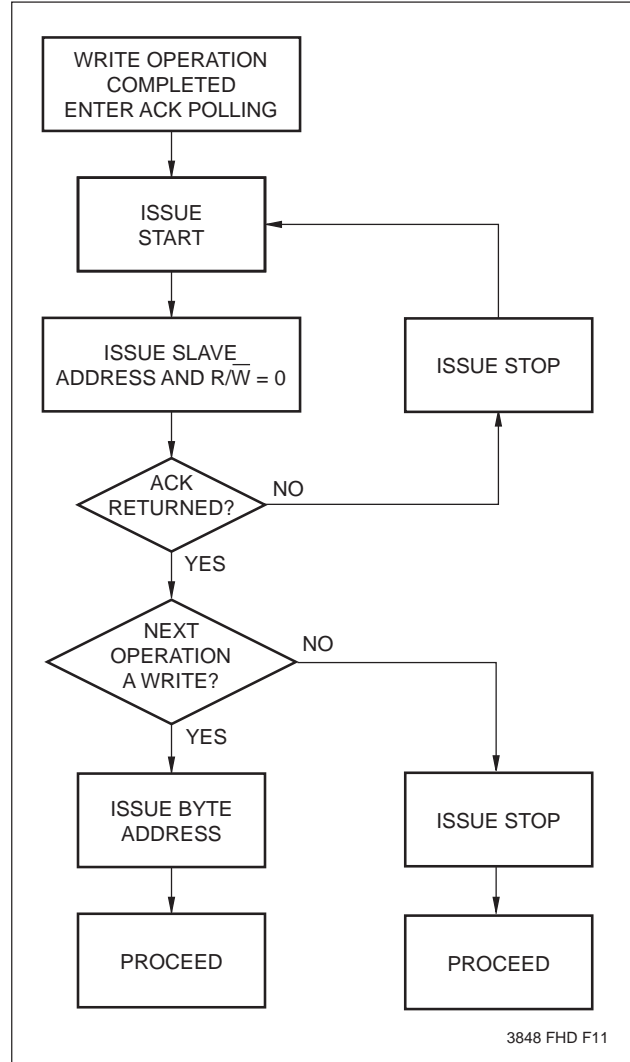 WRITE OPERATION
COMPLETED
ENTER ACK POLLING
ISSUE
START
ISSUE SLAVE
ADDRESS AND R/W̅ = 0
ISSUE STOP
ACK
RETURNED?
NO
YES
NEXT
OPERATION
A WRITE?
NO
YES
ISSUE BYTE
ADDRESS
ISSUE STOP
PROCEED
PROCEED
3848 FHD F11